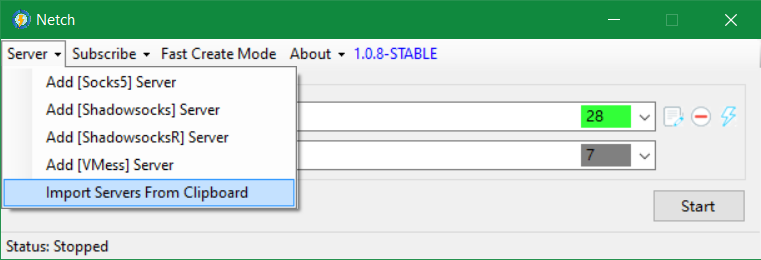 Netch
Server Subscribe Fast Create Mode About 1.0.8-STABLE
Add [Socks5] Server
Add [Shadowsocks] Server
28
Add [ShadowsocksR] Server
7
Add [VMess] Server
Import Servers From Clipboard
Start
Status: Stopped